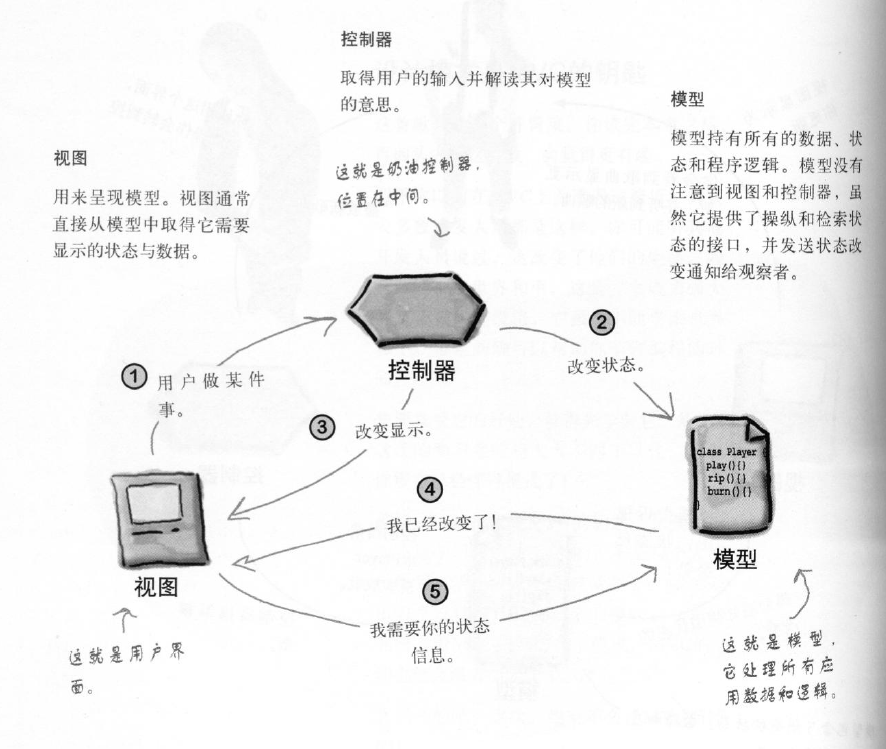 控制器
取得用户的输入并解读其对模型
的意思。
模型
模型持有所有的数据、状
态和程序逻辑。模型没有
注意到视图和控制器，虽
然它提供了操纵和检索状
态的接口，并发送状态改
变通知给观察者。
视图
用来呈现模型。视图通常
直接从模型中取得它需要
显示的状态与数据。
这就是奶油控制器，
位置在中间。
控制器
1
用户做某件
事。
2
改变状态。
3
改变显示。
class Player {
play(){}
rip(){}
burn(){}
}
模型
4
我已经改变了！
视图
5
我需要你的状态
信息。
这就是用户界
面。
这就是模型，
它处理所有应
用数据和逻辑。